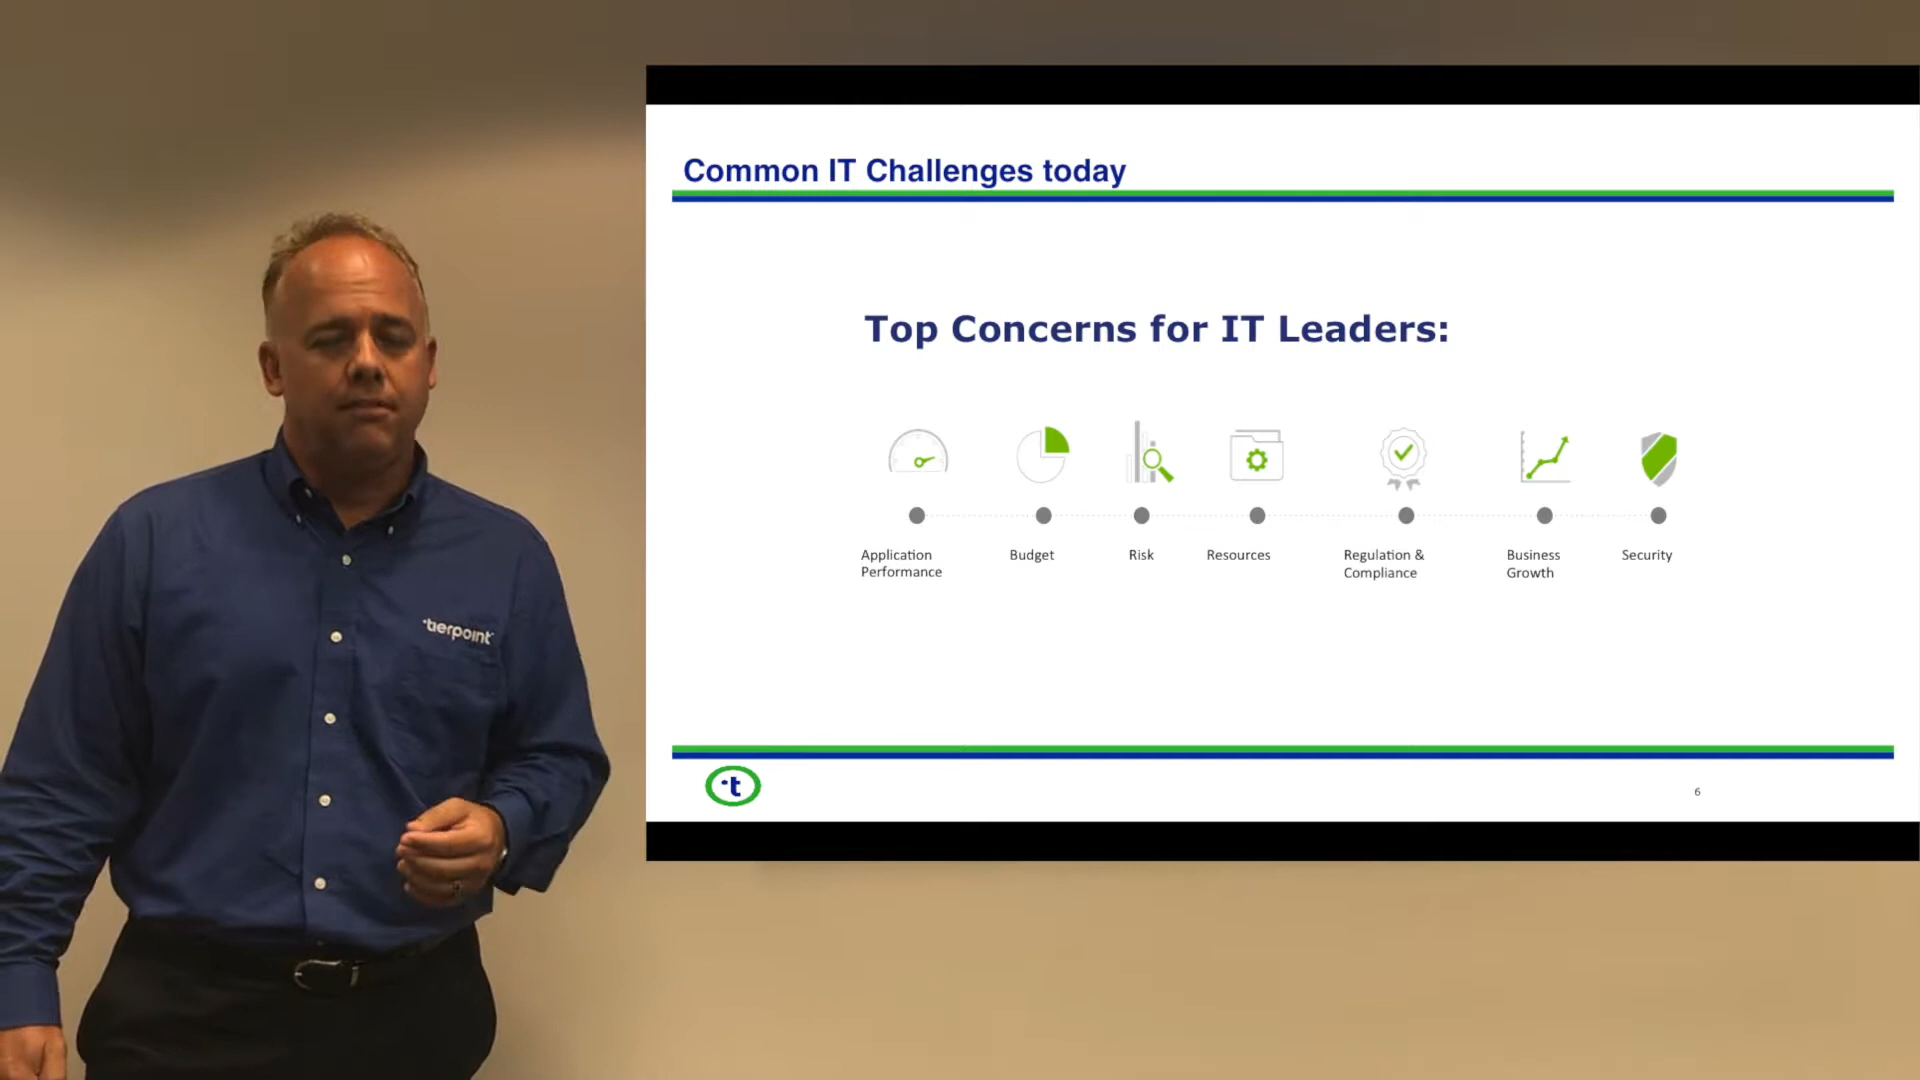 Common IT Challenges today
Top Concerns for IT Leaders:
Application
Performance
Budget
Risk
Resources
Regulation &
Compliance
Business
Growth
Security
tierpoint
t
6